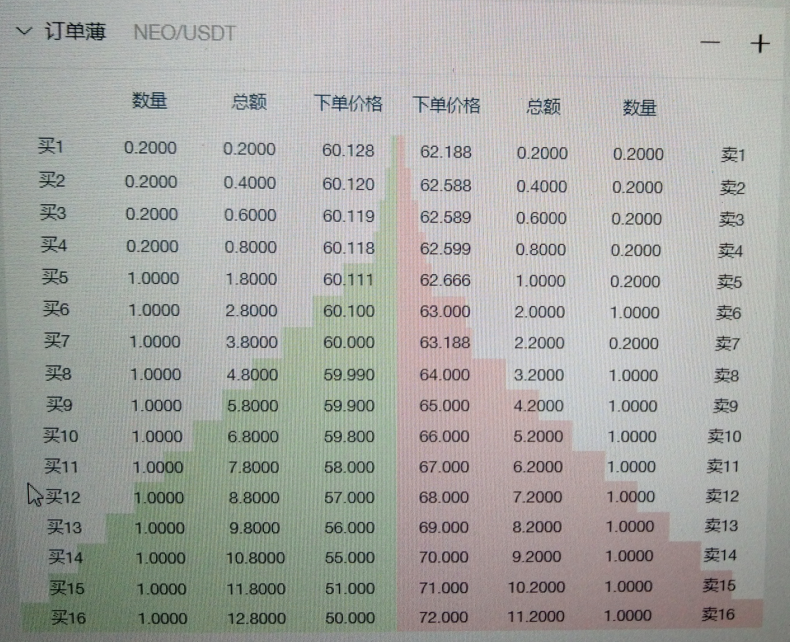 订单薄 NEO/USDT
数量 总额 下单价格 下单价格 总额 数量
买1 0.2000 0.2000 60.128 62.188 0.2000 0.2000 卖1
买2 0.2000 0.4000 60.120 62.588 0.4000 0.2000 卖2
买3 0.2000 0.6000 60.119 62.589 0.6000 0.2000 卖3
买4 0.2000 0.8000 60.118 62.599 0.8000 0.2000 卖4
买5 1.0000 1.8000 60.111 62.666 1.0000 0.2000 卖5
买6 1.0000 2.8000 60.100 63.000 2.0000 1.0000 卖6
买7 1.0000 3.8000 60.000 63.188 2.2000 0.2000 卖7
买8 1.0000 4.8000 59.990 64.000 3.2000 1.0000 卖8
买9 1.0000 5.8000 59.900 65.000 4.2000 1.0000 卖9
买10 1.0000 6.8000 59.800 66.000 5.2000 1.0000 卖10
买11 1.0000 7.8000 58.000 67.000 6.2000 1.0000 卖11
买12 1.0000 8.8000 57.000 68.000 7.2000 1.0000 卖12
买13 1.0000 9.8000 56.000 69.000 8.2000 1.0000 卖13
买14 1.0000 10.8000 55.000 70.000 9.2000 1.0000 卖14
买15 1.0000 11.8000 51.000 71.000 10.2000 1.0000 卖15
买16 1.0000 12.8000 50.000 72.000 11.2000 1.0000 卖16